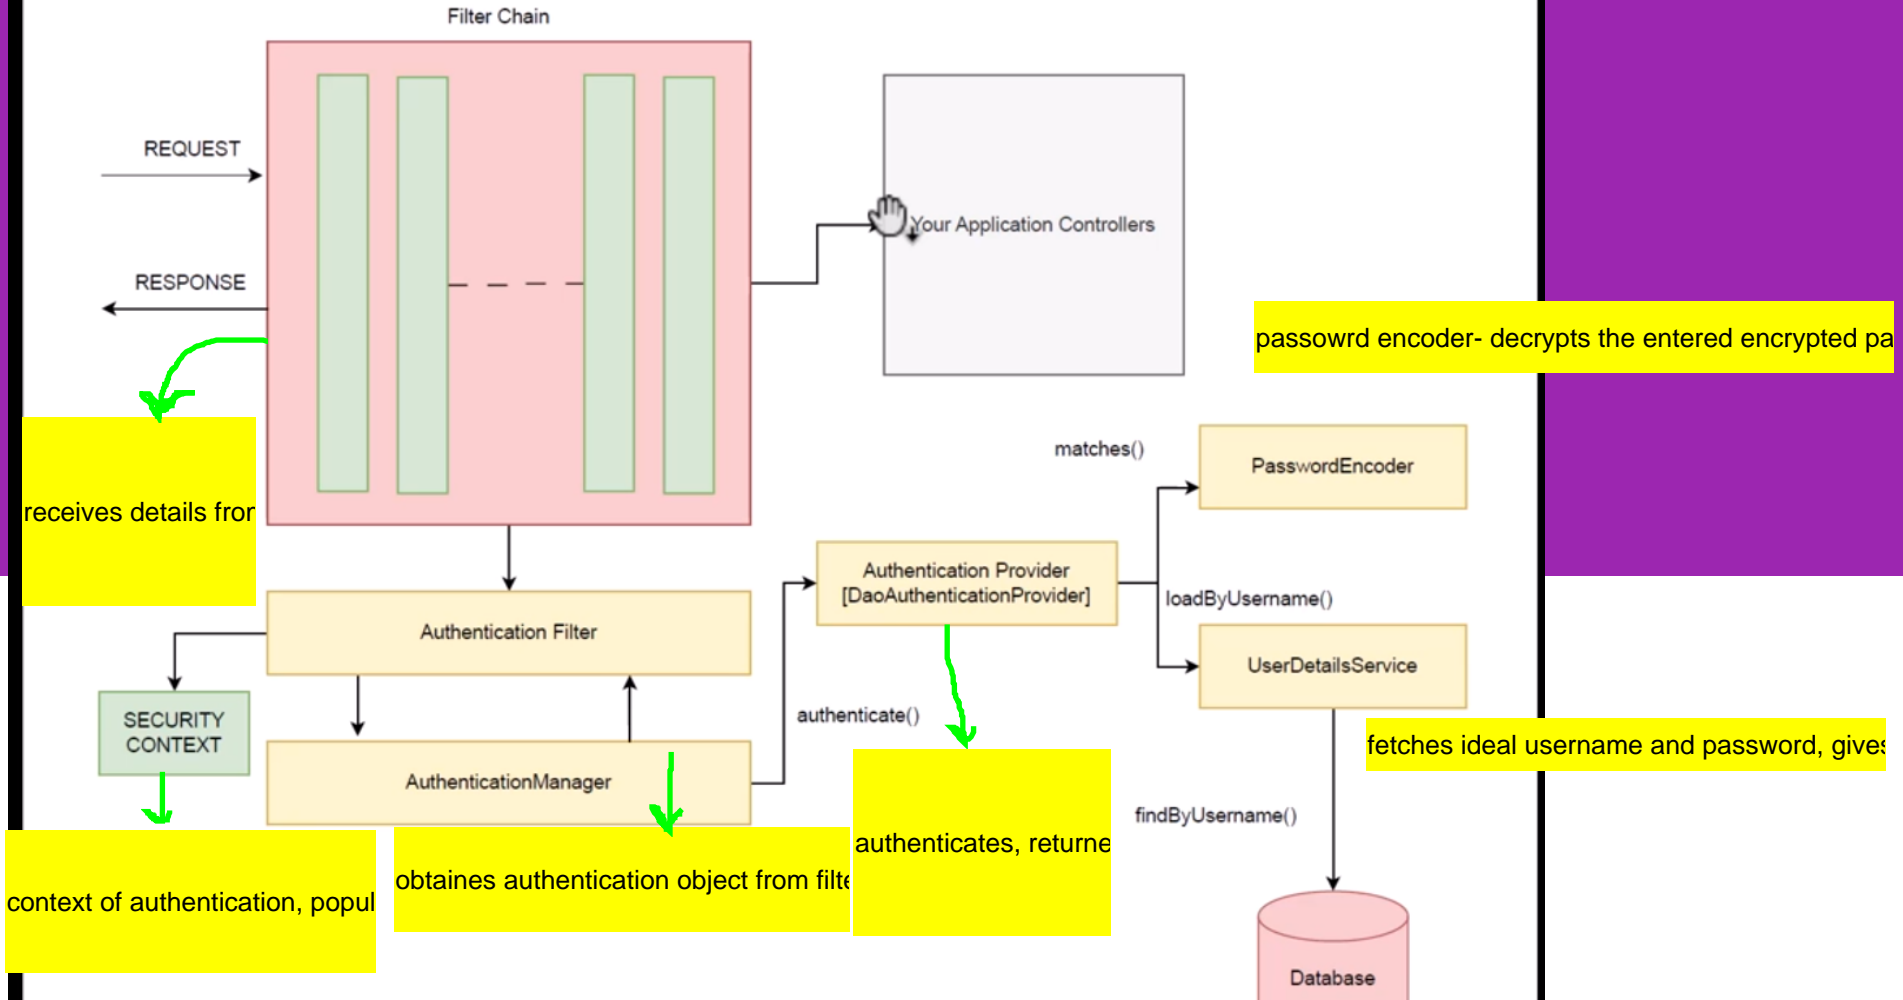 Filter Chain
REQUEST
RESPONSE
Your Application Controllers
passowrd encoder- decrypts the entered encrypted pa
matches()
PasswordEncoder
receives details
Authentication Provider
[DaoAuthenticationProvider]
loadByUsername()
Authentication Filter
UserDetailsService
SECURITY
CONTEXT
authenticate()
fetches ideal username and password, gives
AuthenticationManager
findByUsername()
authenticates, returne
obtaines authentication object from filte
context of authentication, popul
Database